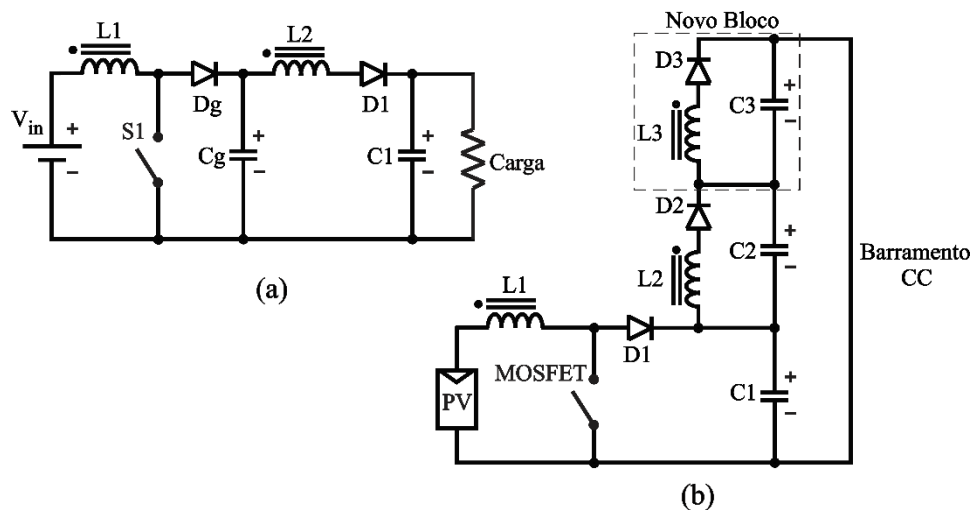 L1
L2
Dg
D1
Vin
+
-
S1
Cg
+
-
C1
+
-
Carga
(a)
Novo Bloco
D3
L3
C3
+
-
D2
L2
C2
+
-
Barramento
CC
L1
D1
MOSFET
PV
C1
+
-
(b)